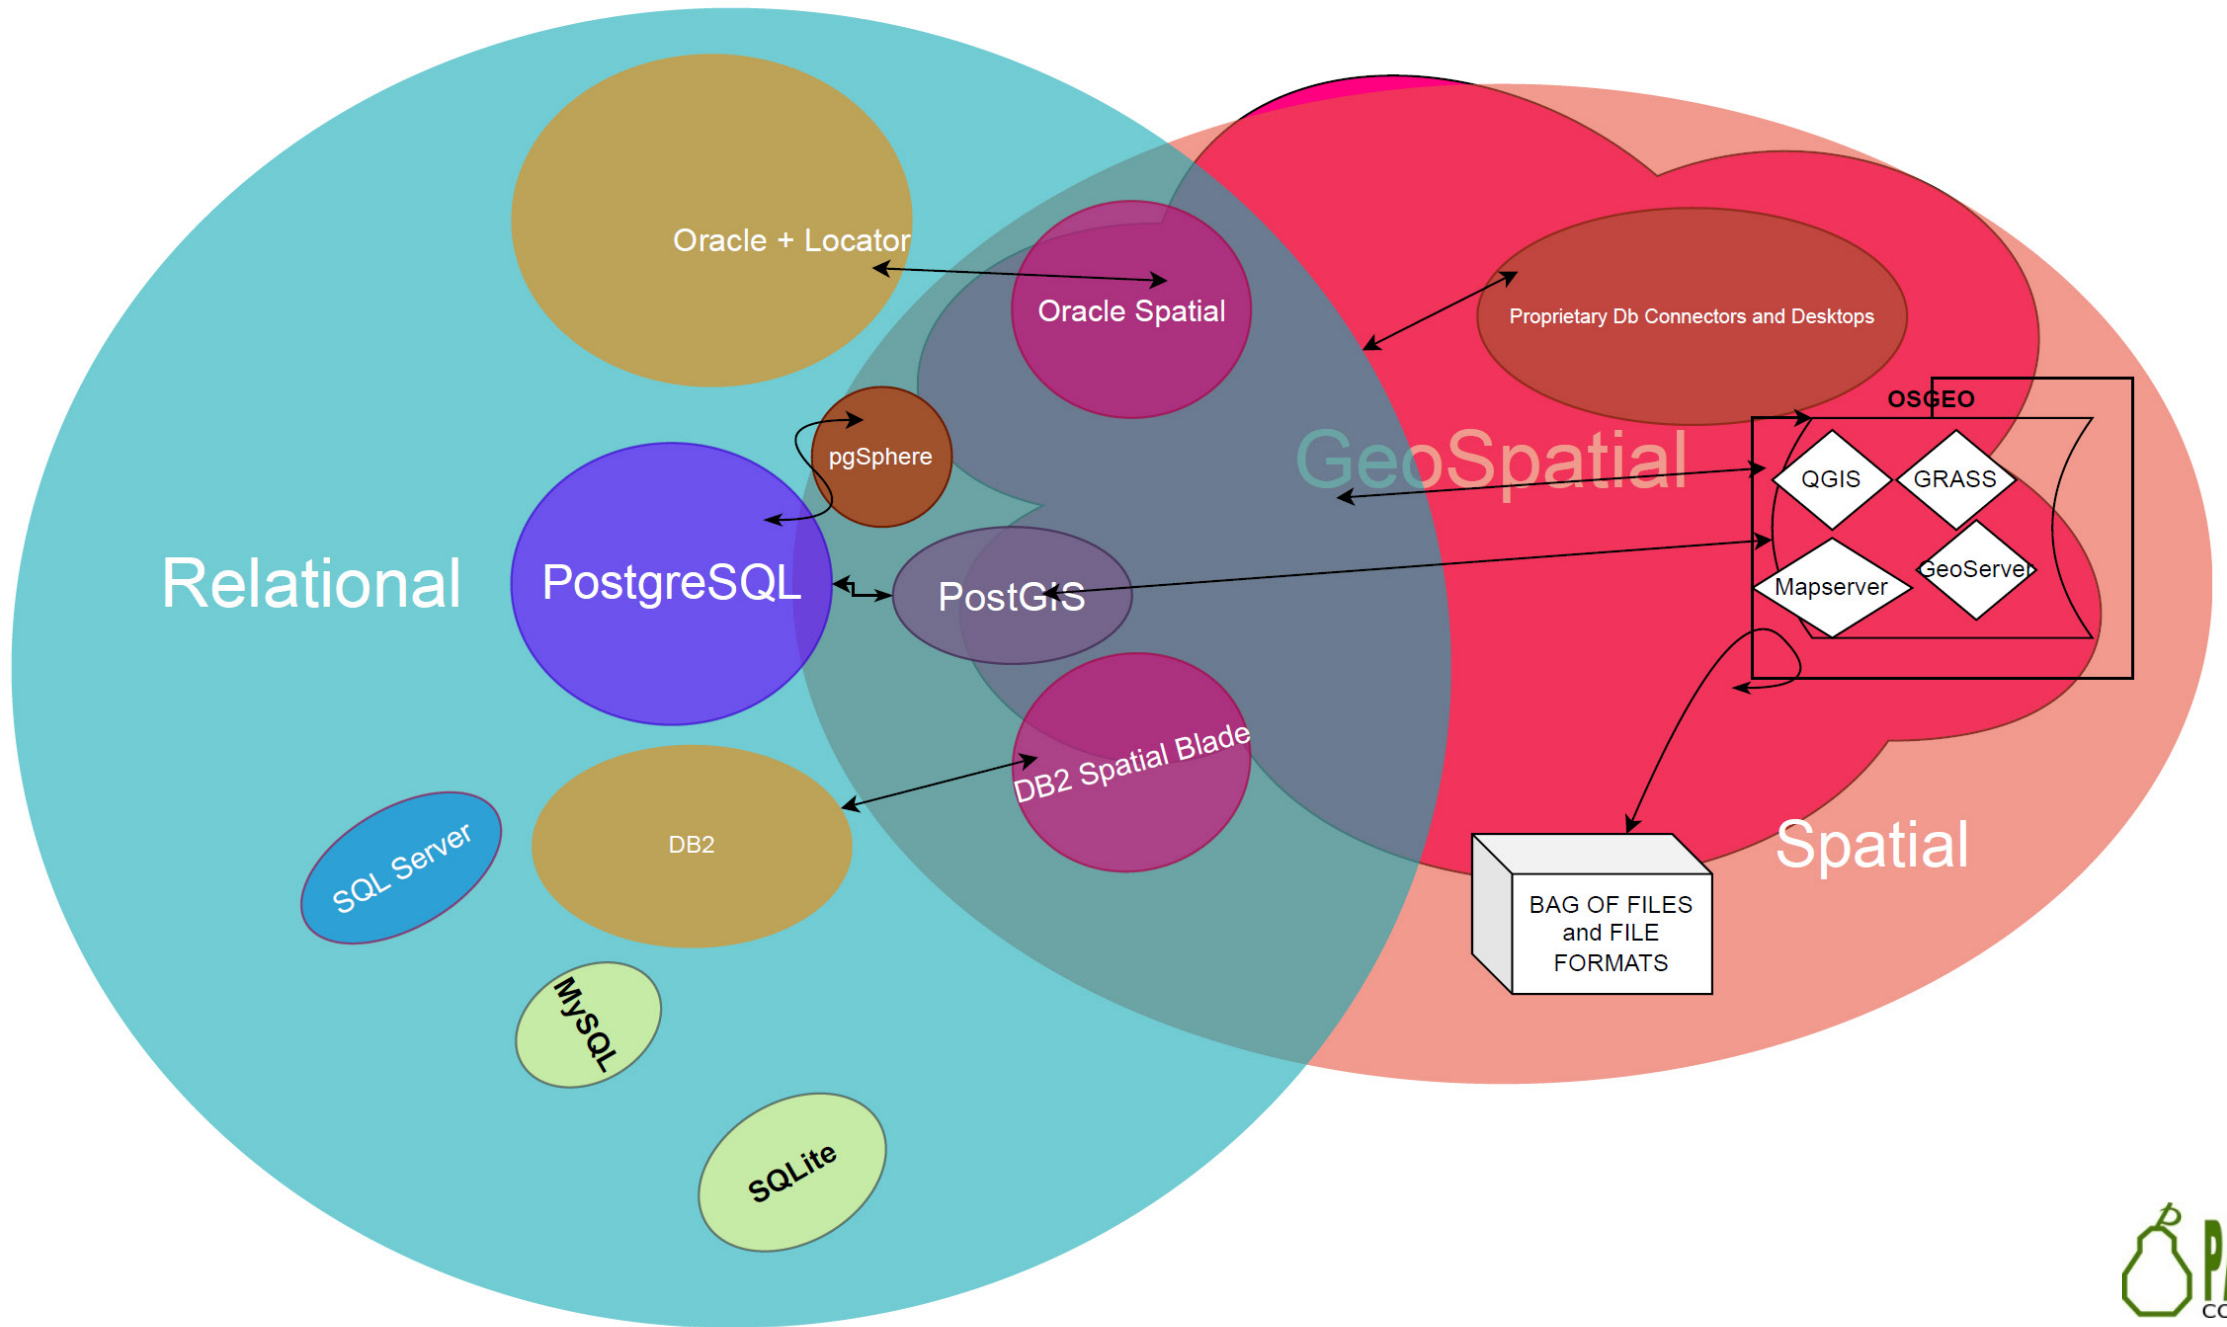 Oracle + Locator
Oracle Spatial
Proprietary Db Connectors and Desktops
OSGEO
GeoSpatial
pgSphere
QGIS
GRASS
Relational
PostgreSQL
PostGIS
Mapserver
GeoServer
DB2 Spatial Blade
DB2
SQL Server
Spatial
BAG OF FILES
and FILE
FORMATS
MySQL
SQLite